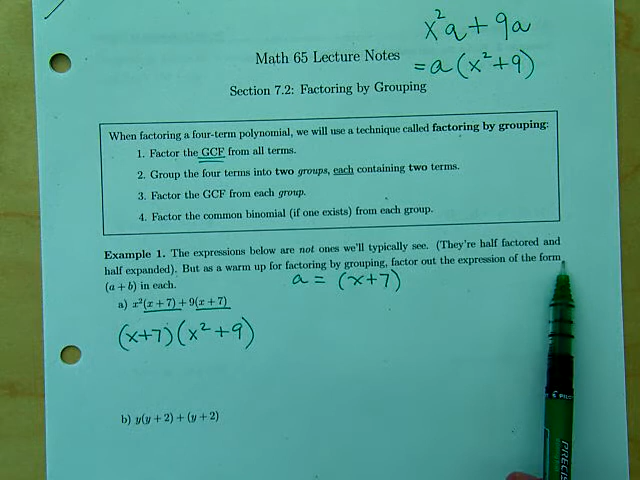 x²a + 9a
= a(x² + 9)
Math 65 Lecture Notes
Section 7.2: Factoring by Grouping
When factoring a four-term polynomial, we will use a technique called factoring by grouping:
1. Factor the GCF from all terms.
2. Group the four terms into two groups, each containing two terms.
3. Factor the GCF from each group.
4. Factor the common binomial (if one exists) from each group.
Example 1. The expressions below are not ones we'll typically see. (They're half factored and
half expanded). But as a warm up for factoring by grouping, factor out the expression of the form
(a + b) in each.
a = (x+7)
a) x²(x + 7) + 9(x + 7)
(x+7)(x² + 9)
b) y(y + 2) + (y + 2)
PILOT
PRECIS